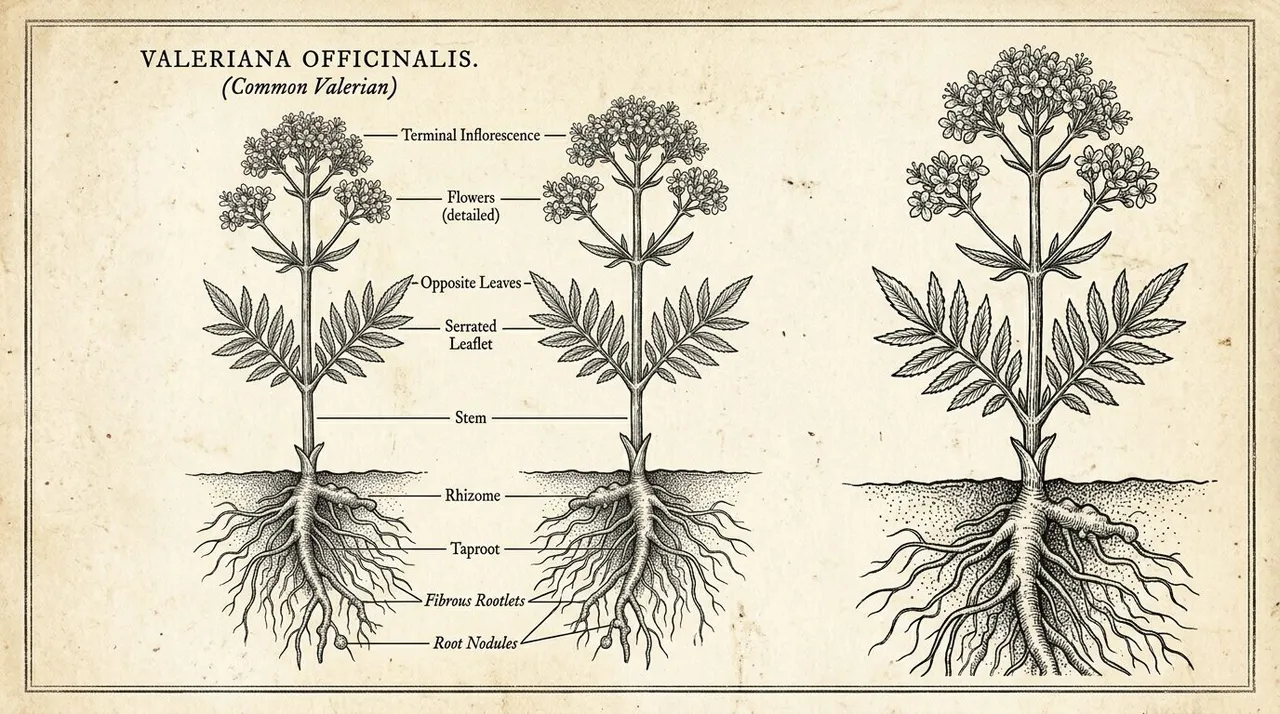 VALERIANA OFFICINALIS.
(Common Valerian)
Terminal Inflorescence
Flowers
(detailed)
Opposite Leaves
Serrated
Leaflet
Stem
Rhizome
Taproot
Fibrous Rootlets
Root Nodules